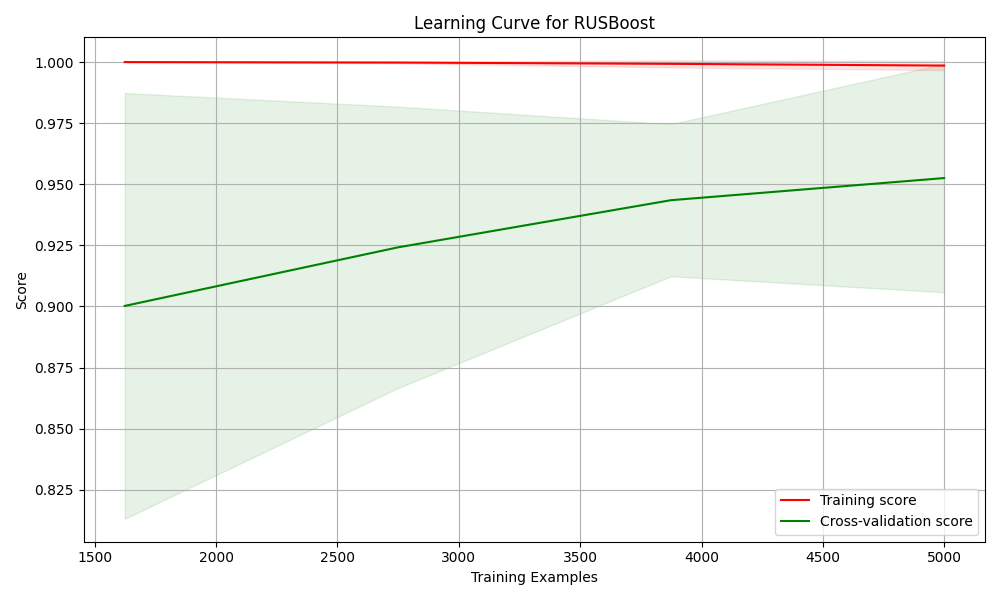 Learning Curve for RUSBoost
Score
1.000
0.975
0.950
0.925
0.900
0.875
0.850
0.825
1500 2000 2500 3000 3500 4000 4500 5000
Training Examples
Training score
Cross-validation score